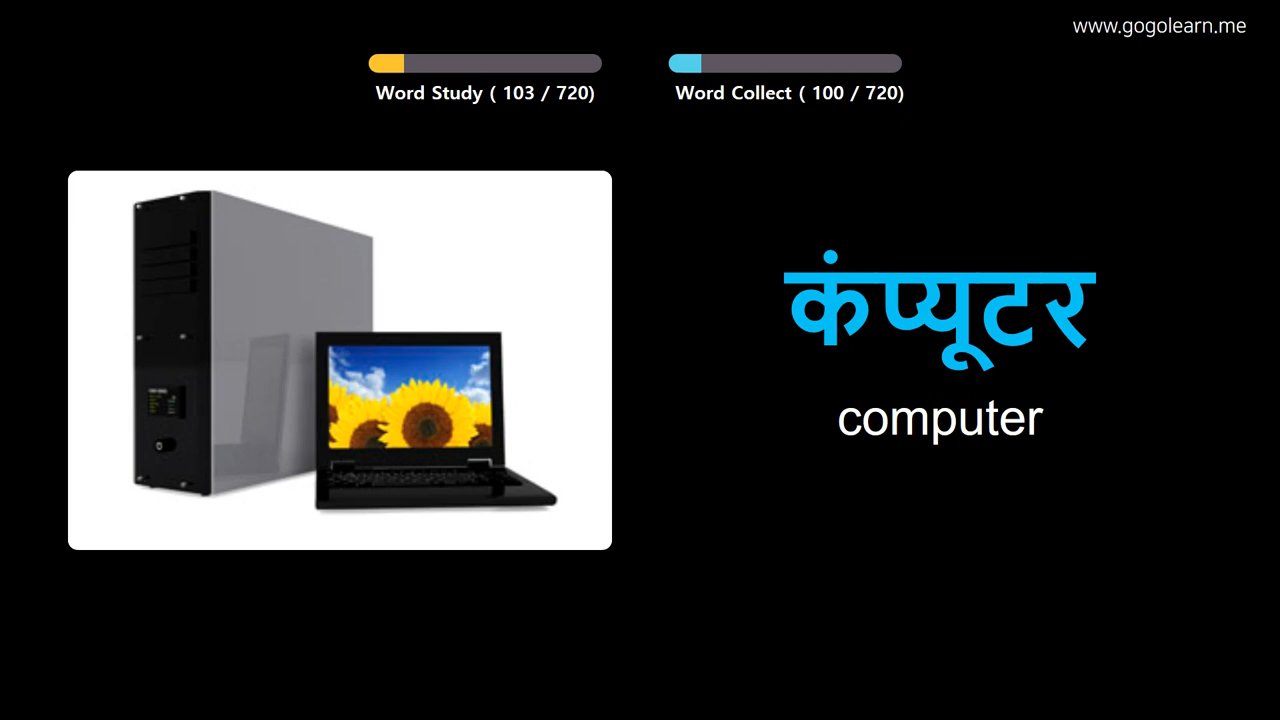 www.gogolearn.me
Word Study ( 103 / 720)
Word Collect ( 100 / 720)
कंप्यूटर
computer